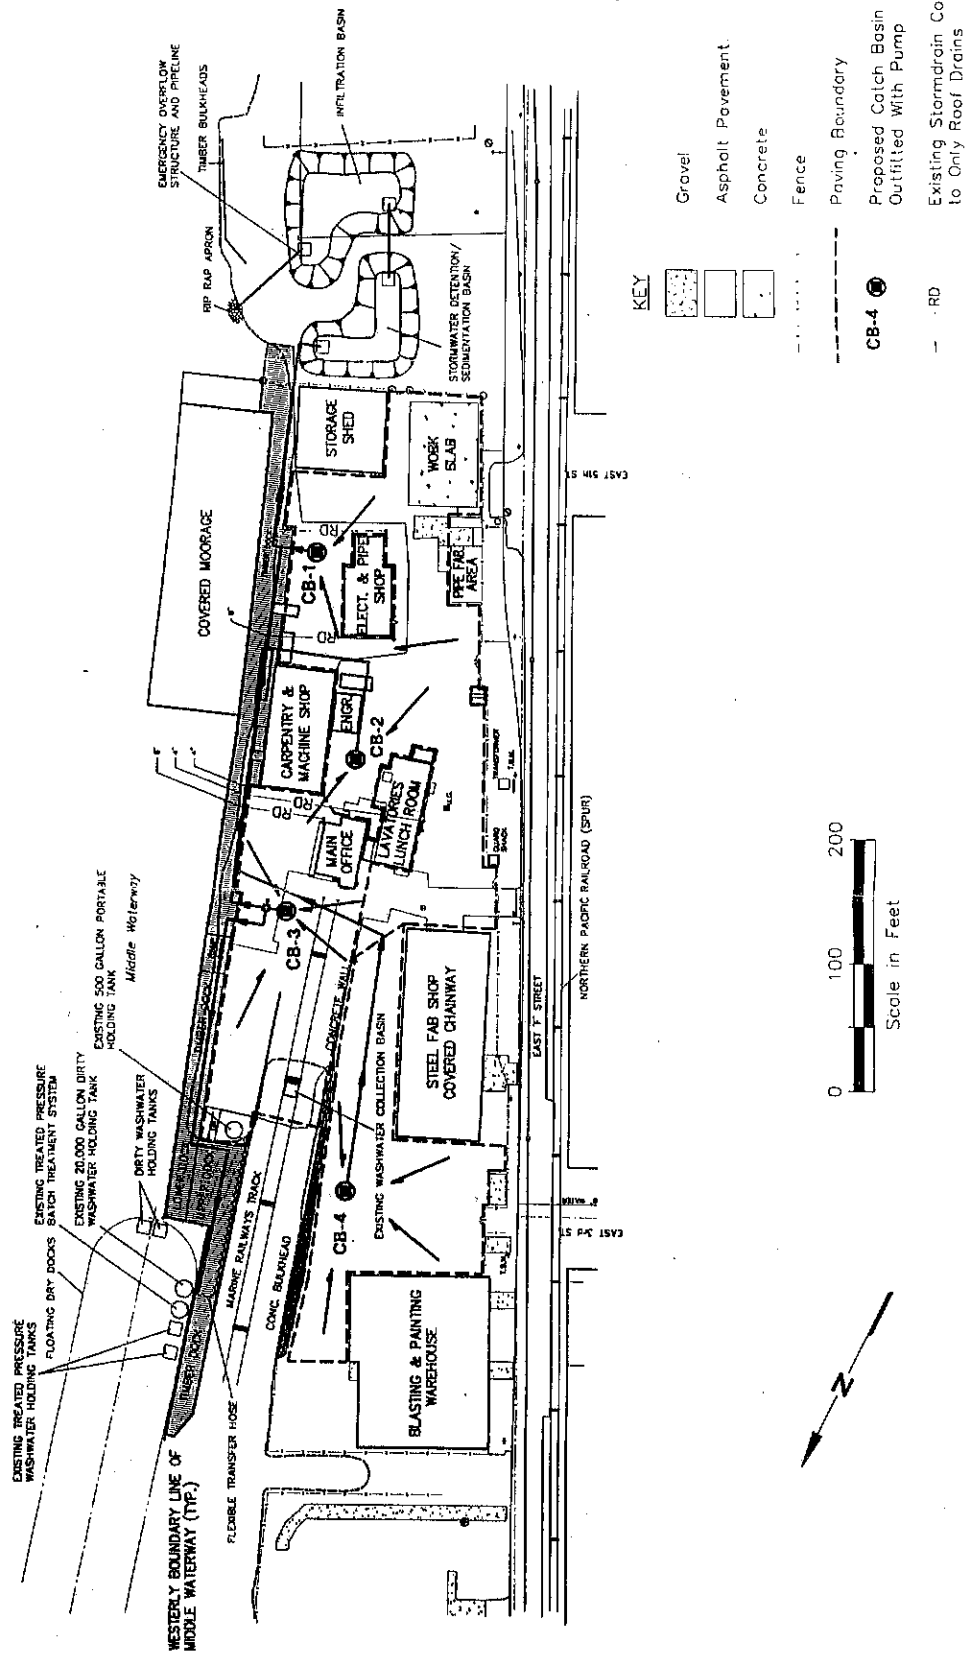 EXISTING TREATED PRESSURE
WASHWATER HOLDING TANKS
FLOATING DRY DOCKS
EXISTING TREATED PRESSURE
BATCH TREATMENT SYSTEM
EXISTING 20,000 GALLON DIRTY
WASHWATER HOLDING TANK
DIRTY WASHWATER
HOLDING TANKS
EXISTING 500 GALLON PORTABLE
HOLDING TANK
Middle Waterway
WESTERLY BOUNDARY LINE OF
MIDDLE WATERWAY (TYP.)
FLEXIBLE TRANSFER HOSE
TIMBER DOCK
TIMBER DOCK
MARINE RAILWAYS TRACK
CONC. BULKHEAD
CONCRETE WALL
EXISTING WASHWATER COLLECTION BASIN
BLASTING & PAINTING
WAREHOUSE
CB-4
STEEL FAB SHOP
COVERED CHAINWAY
CB-3
MAIN
OFFICE
LAVATORIES
LUNCH ROOM
RD
RD
CARPENTRY &
MACHINE SHOP
ENGR.
CB-2
GUARD
SHACK
TRANSFORMER
T.B.M.
T.B.M.
COVERED MOORAGE
RD
RD
CB-1
ELECT. & PIPE
SHOP
PIPE FAB
AREA
WORK
SLAB
STORAGE
SHED
STORMWATER DETENTION/
SEDIMENTATION BASIN
RIP RAP APRON
EMERGENCY OVERFLOW
STRUCTURE AND PIPELINE
TIMBER BULKHEADS
INFILTRATION BASIN
EAST 3rd ST.
8" WATER
EAST 'F' STREET
NORTHERN PACIFIC RAILROAD (SPUR)
EAST 5th ST.
N
0 100 200
Scale in Feet
KEY
Gravel
Asphalt Pavement
Concrete
Fence
Paving Boundary
CB-4 Proposed Catch Basin
Outfitted With Pump
RD Existing Stormdrain Co
to Only Roof Drains